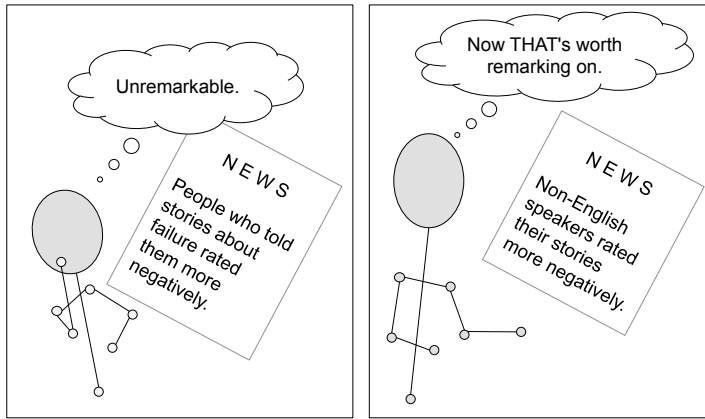 Unremarkable.
N E W S
People who told
stories about
failure rated
them more
negatively.
Now THAT's worth
remarking on.
N E W S
Non-English
speakers rated
their stories
more negatively.